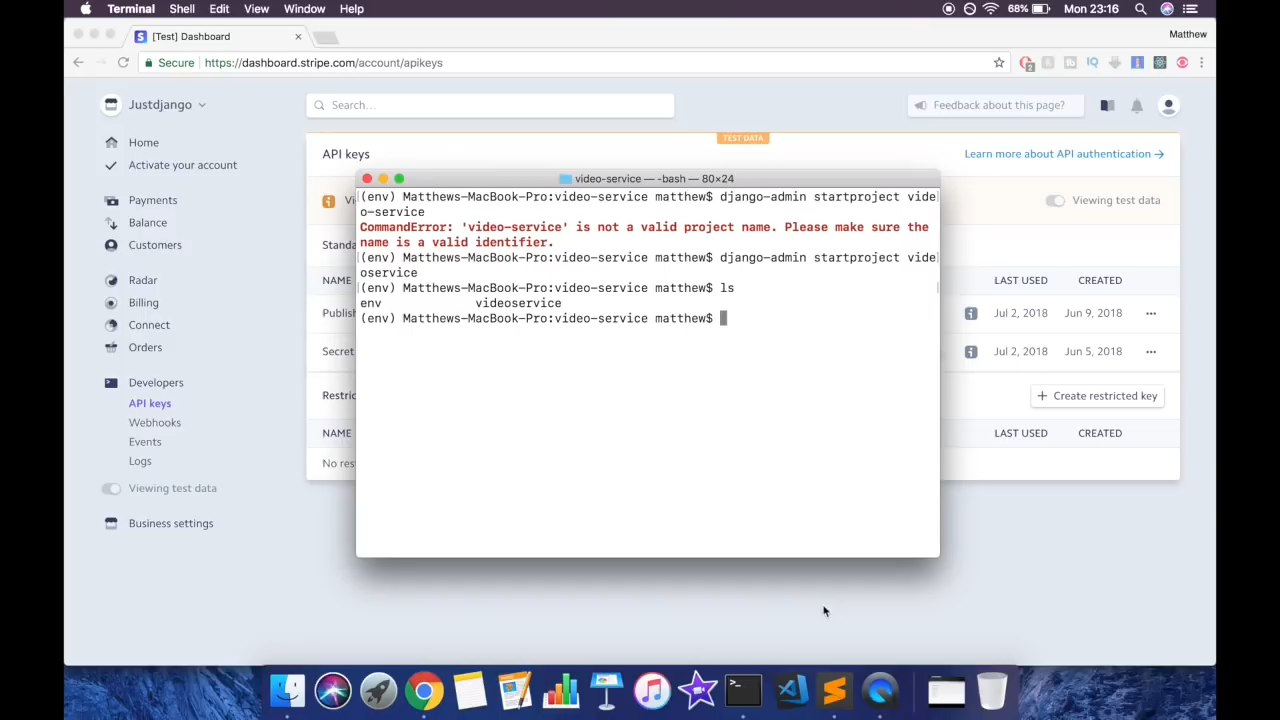 Terminal Shell Edit View Window Help 68% Mon 23:16
[Test] Dashboard Matthew
Secure https://dashboard.stripe.com/account/apikeys
Justdjango Search... Feedback about this page?
TEST DATA
Home
Activate your account
Payments
Balance
Customers
Radar
Billing
Connect
Orders
Developers
API keys
Webhooks
Events
Logs
Viewing test data
Business settings
API keys Learn more about API authentication →
Viewing test data
NAME LAST USED CREATED
Jul 2, 2018 Jun 9, 2018
Secret Jul 2, 2018 Jun 5, 2018
+ Create restricted key
NAME LAST USED CREATED
video-service — -bash — 80×24
(env) Matthews-MacBook-Pro:video-service matthew$ django-admin startproject vide
o-service
CommandError: 'video-service' is not a valid project name. Please make sure the
name is a valid identifier.
(env) Matthews-MacBook-Pro:video-service matthew$ django-admin startproject vide
oservice
(env) Matthews-MacBook-Pro:video-service matthew$ ls
env videoservice
(env) Matthews-MacBook-Pro:video-service matthew$